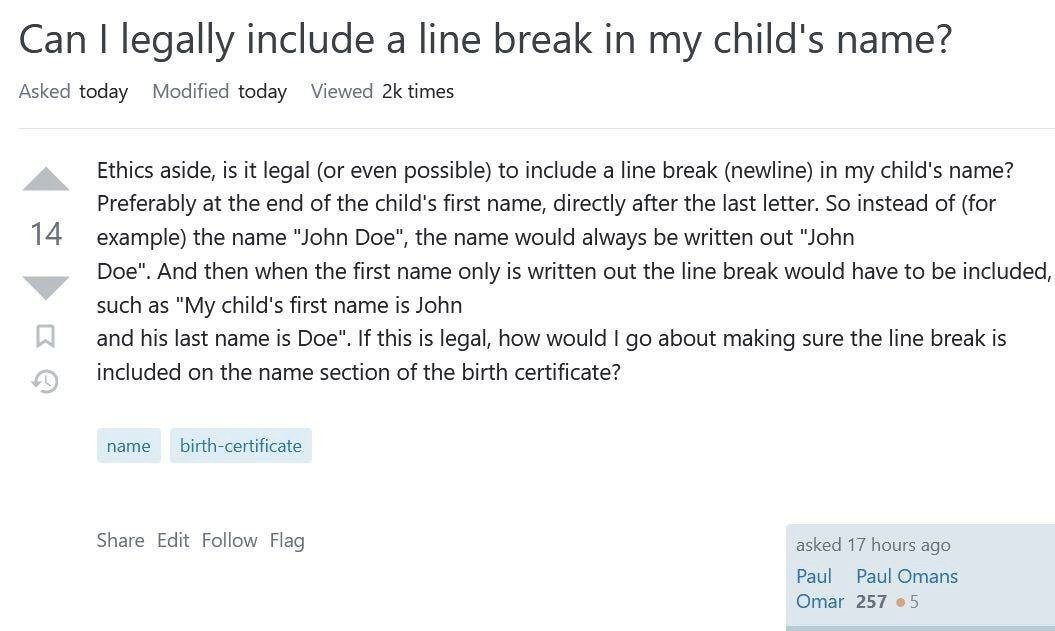 Can I legally include a line break in my child's name?
Asked today Modified today Viewed 2k times
Ethics aside, is it legal (or even possible) to include a line break (newline) in my child's name?
Preferably at the end of the child's first name, directly after the last letter. So instead of (for
14
example) the name "John Doe", the name would always be written out "John
Doe". And then when the first name only is written out the line break would have to be included,
such as "My child's first name is John
and his last name is Doe". If this is legal, how would I go about making sure the line break is
included on the name section of the birth certificate?
name birth-certificate
Share Edit Follow Flag
asked 17 hours ago
Paul Paul Omans
Omar 257 ● 5